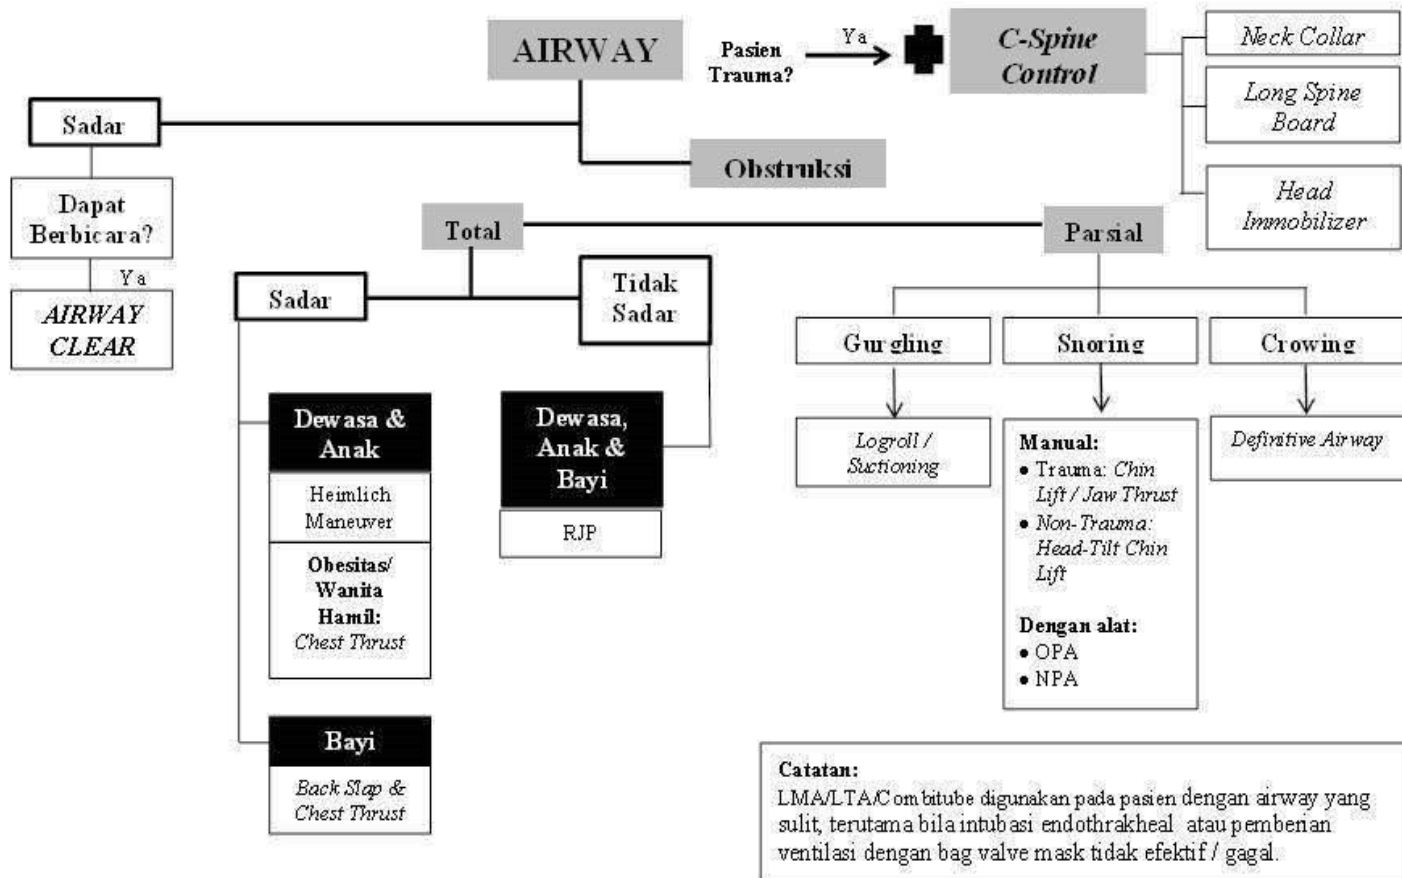 AIRWAY
Pasien
Trauma?
Ya
C-Spine
Control
Neck Collar
Long Spine
Board
Head
Immobilizer
Sadar
Dapat
Berbicara?
Ya
AIRWAY
CLEAR
Obstruksi
Total
Parsial
Sadar
Tidak
Sadar
Dewasa &
Anak
Heimlich
Maneuver
Obesitas/
Wanita
Hamil:
Chest Thrust
Bayi
Back Slap &
Chest Thrust
Dewasa,
Anak &
Bayi
RJP
Gurgling
Snoring
Crowing
Logroll /
Suctioning
Manual:
● Trauma: Chin
Lift / Jaw Thrust
● Non-Trauma:
Head-Tilt Chin
Lift
Dengan alat:
● OPA
● NPA
Definitive Airway
Catatan:
LMA/LTA/Combitube digunakan pada pasien dengan airway yang
sulit, terutama bila intubasi endothrakheal atau pemberian
ventilasi dengan bag valve mask tidak efektif / gagal.